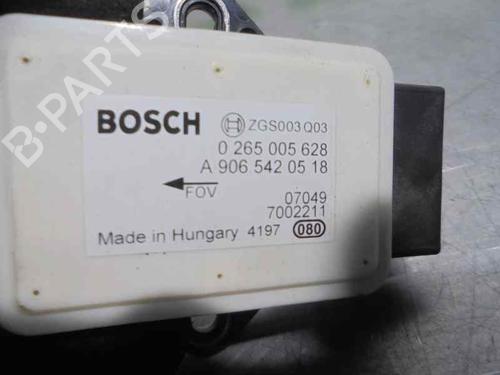 BOSCH ZGS003 Q03
0 265 005 628
A 906 542 05 18
FOV 07049
7002211
Made in Hungary 4197 080
B-PARTS